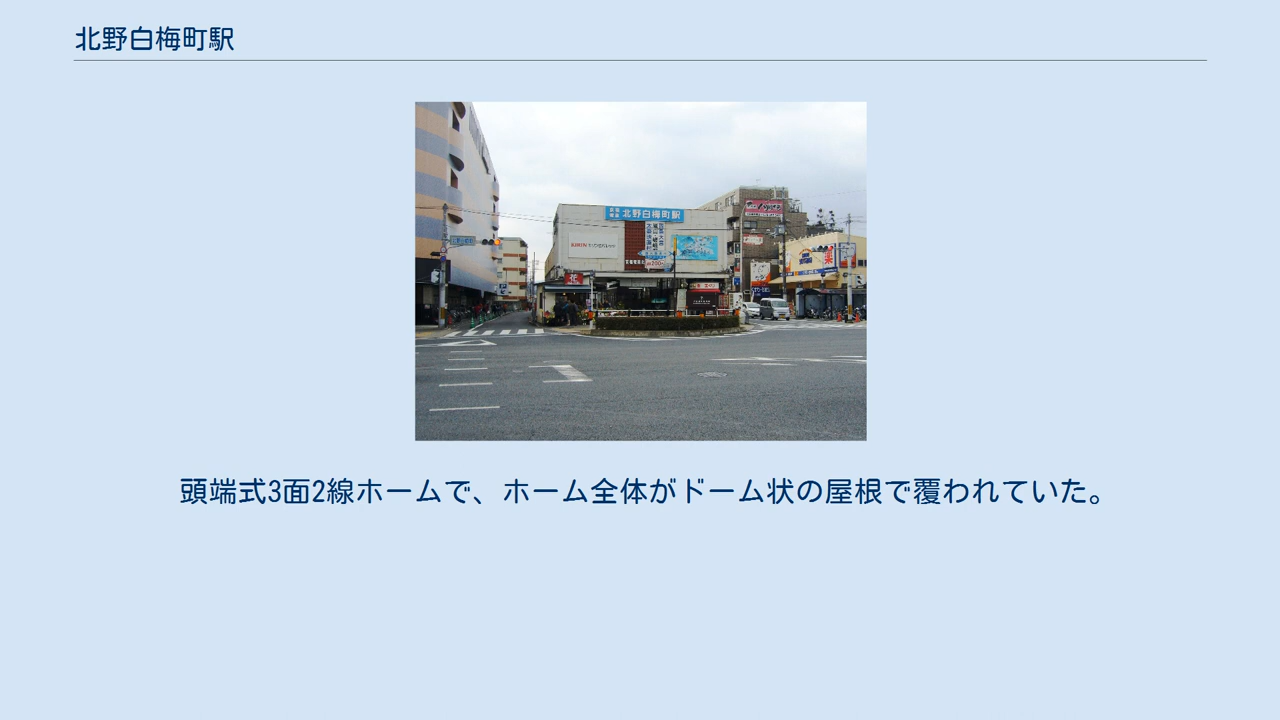 北野白梅町駅
北野白梅町駅
花
薬
頭端式3面2線ホームで、ホーム全体がドーム状の屋根で覆われていた。